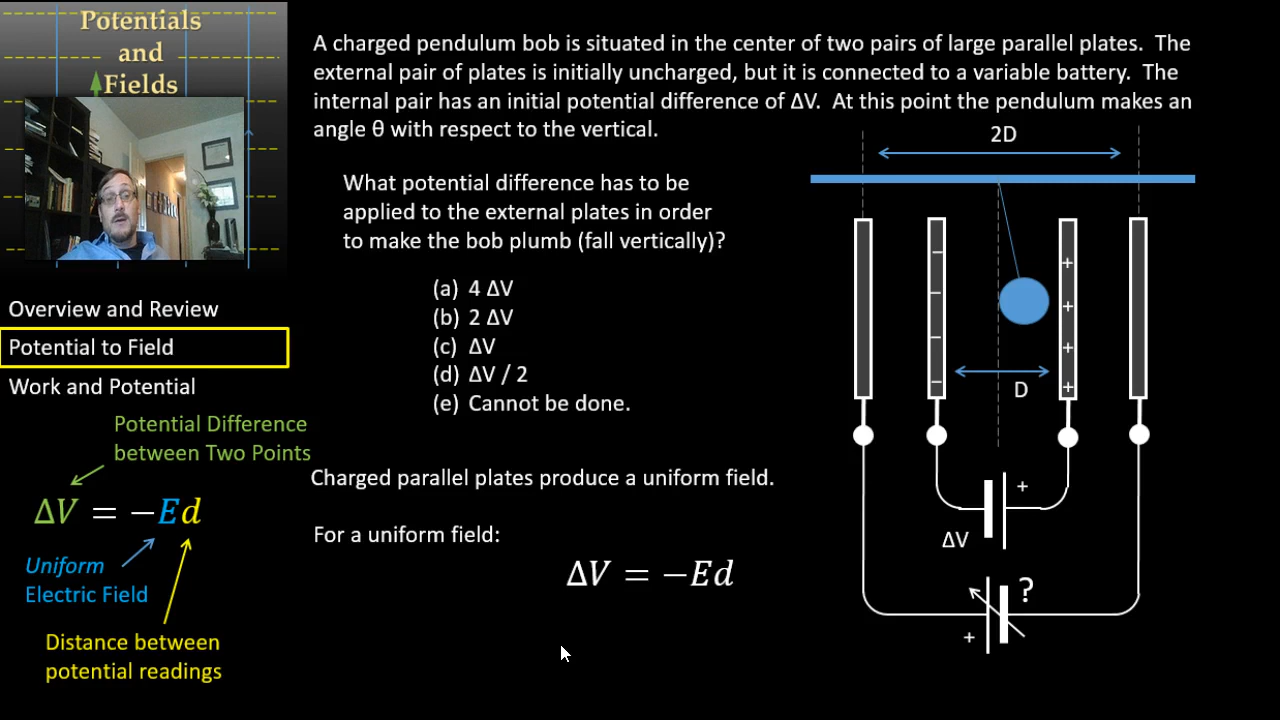 Potentials
and
Fields
A charged pendulum bob is situated in the center of two pairs of large parallel plates. The
external pair of plates is initially uncharged, but it is connected to a variable battery. The
internal pair has an initial potential difference of ΔV. At this point the pendulum makes an
angle θ with respect to the vertical.
2D
What potential difference has to be
applied to the external plates in order
to make the bob plumb (fall vertically)?
(a) 4 ΔV
(b) 2 ΔV
(c) ΔV
(d) ΔV / 2
(e) Cannot be done.
Overview and Review
Potential to Field
Work and Potential
Potential Difference
between Two Points
ΔV = −Ed
Uniform
Electric Field
Distance between
potential readings
Charged parallel plates produce a uniform field.
For a uniform field:
ΔV = −Ed
− +
− +
− +
− +
D
+
ΔV
?
+